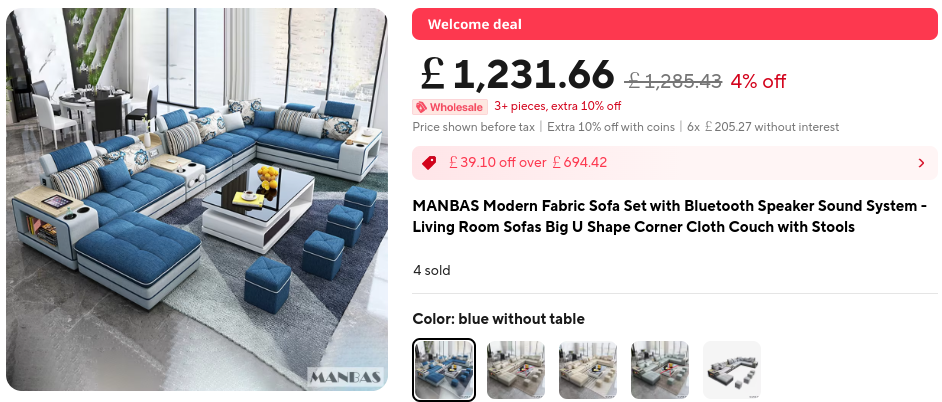 Welcome deal
£1,231.66 £1,285.43 4% off
Wholesale 3+ pieces, extra 10% off
Price shown before tax | Extra 10% off with coins | 6x £205.27 without interest
£39.10 off over £694.42
MANBAS Modern Fabric Sofa Set with Bluetooth Speaker Sound System -
Living Room Sofas Big U Shape Corner Cloth Couch with Stools
4 sold
Color: blue without table
MANBAS